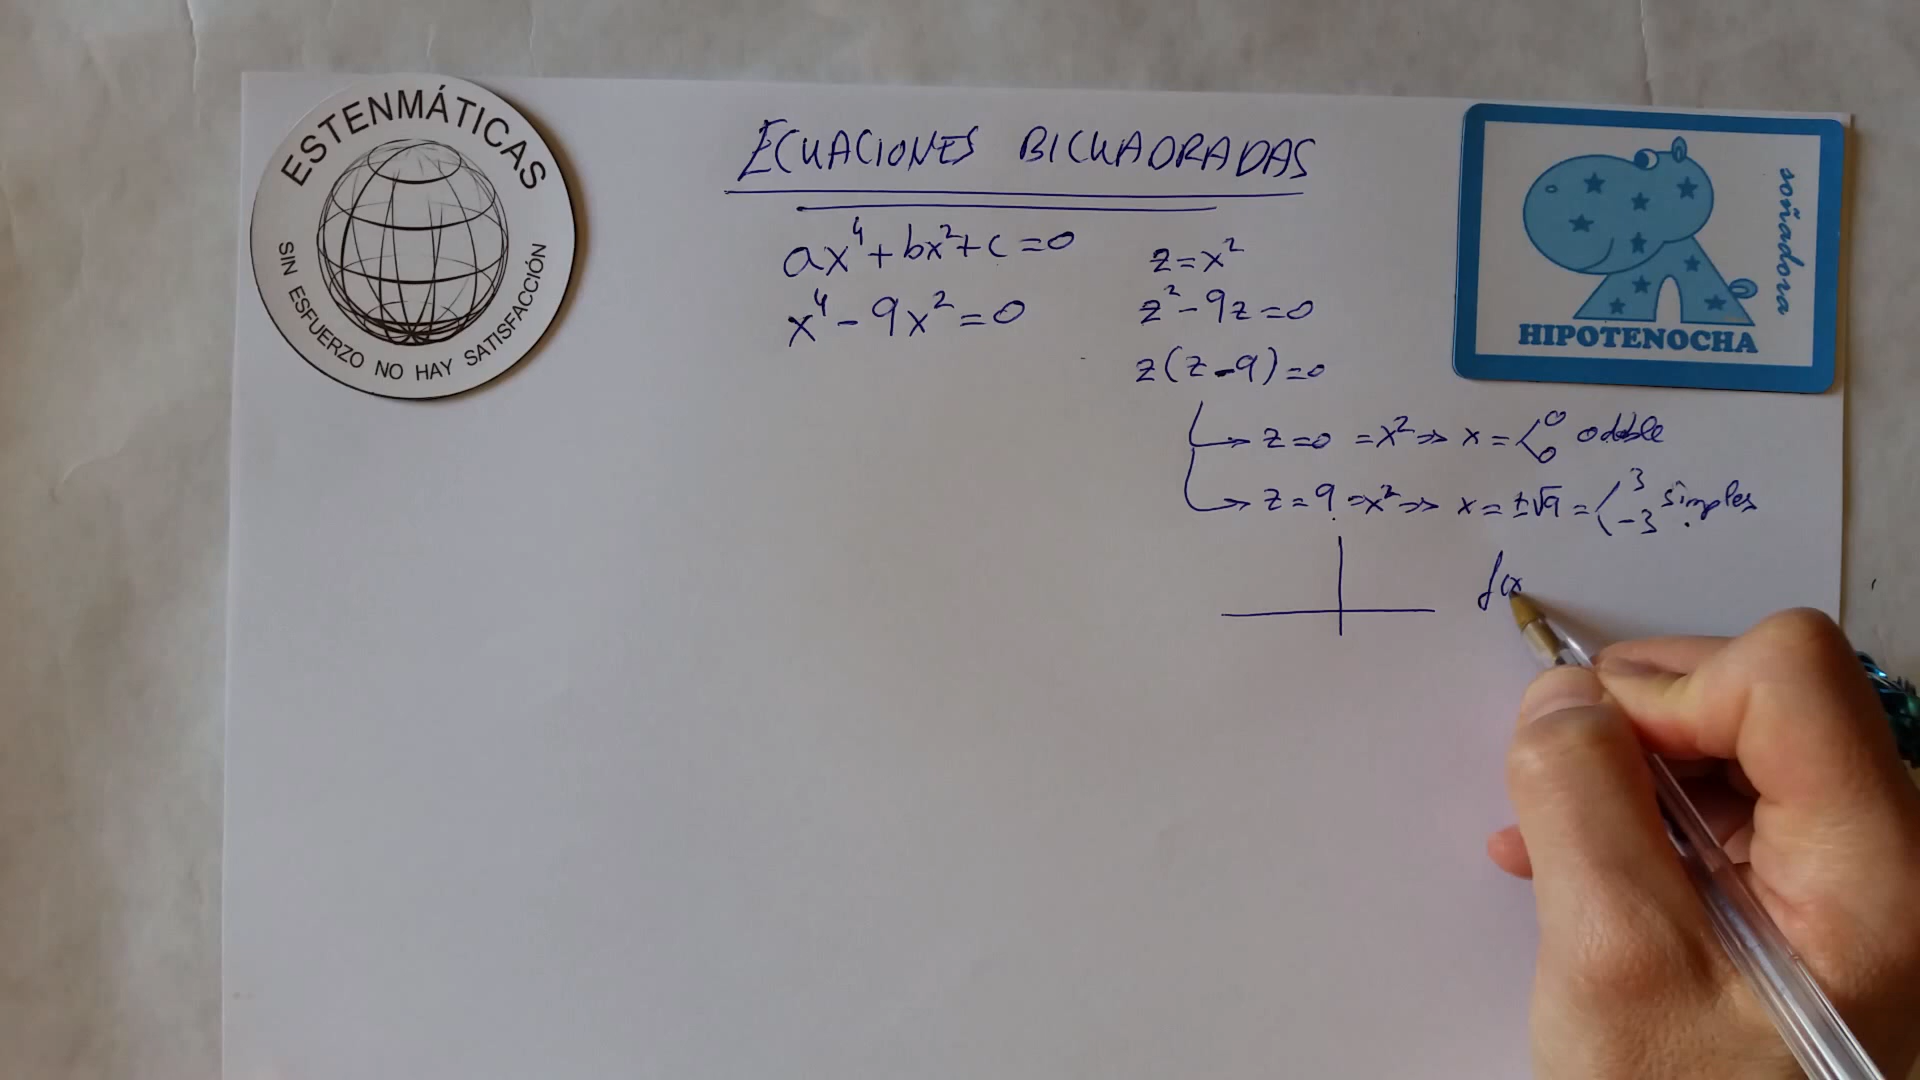 ESTENMÁTICAS
SIN ESFUERZO NO HAY SATISFACCIÓN
ECUACIONES BICUADRADAS
ax⁴+bx²+c=0
x⁴-9x²=0
z=x²
z²-9z=0
z(z-9)=0
→ z=0 =x² ⇒ x=< 0 0 0 doble
→ z=9=x² ⇒ x=±√9=< 3 -3 simples
f(x
soñadora
HIPOTENOCHA